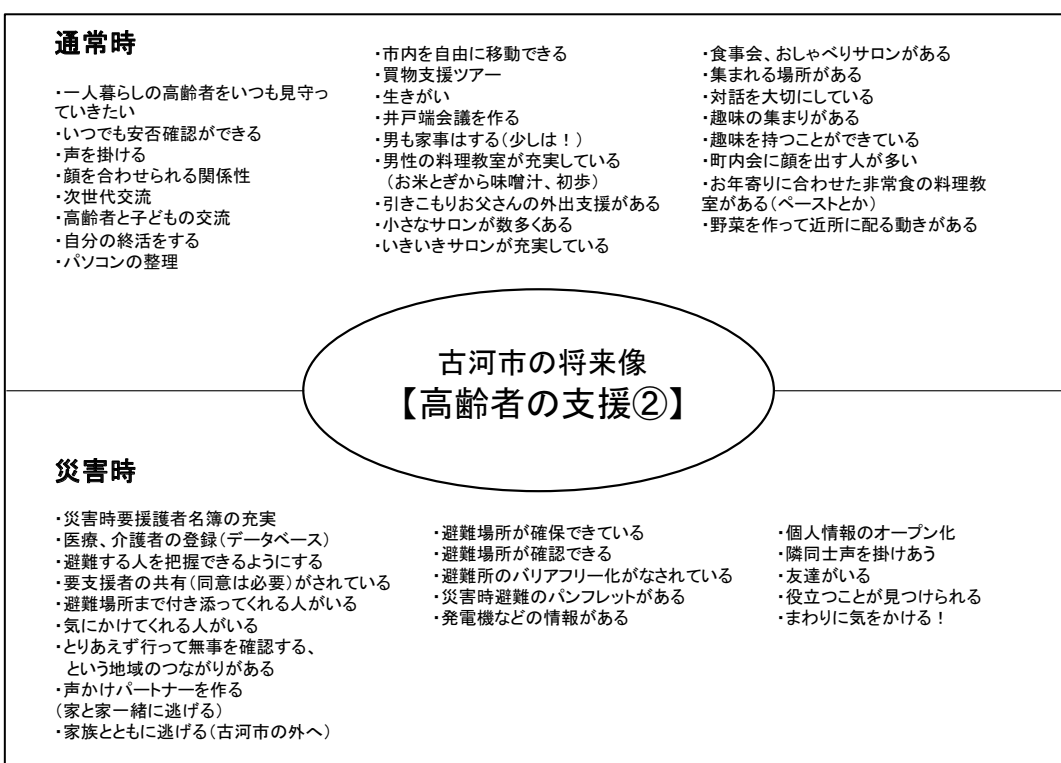 通常時
・一人暮らしの高齢者をいつも見守っ
ていきたい
・いつでも安否確認ができる
・声を掛ける
・顔を合わせられる関係性
・次世代交流
・高齢者と子どもの交流
・自分の終活をする
・パソコンの整理
・市内を自由に移動できる
・買物支援ツアー
・生きがい
・井戸端会議を作る
・男も家事はする(少しは!)
・男性の料理教室が充実している
(お米とぎから味噌汁、初歩)
・引きこもりお父さんの外出支援がある
・小さなサロンが数多くある
・いきいきサロンが充実している
・食事会、おしゃべりサロンがある
・集まれる場所がある
・対話を大切にしている
・趣味の集まりがある
・趣味を持つことができている
・町内会に顔を出す人が多い
・お年寄りに合わせた非常食の料理教
室がある(ペーストとか)
・野菜を作って近所に配る動きがある
古河市の将来像
【高齢者の支援②】
災害時
・災害時要援護者名簿の充実
・医療、介護者の登録(データベース)
・避難する人を把握できるようにする
・要支援者の共有(同意は必要)がされている
・避難場所まで付き添ってくれる人がいる
・気にかけてくれる人がいる
・とりあえず行って無事を確認する、
という地域のつながりがある
・声かけパートナーを作る
(家と家一緒に逃げる)
・家族とともに逃げる(古河市の外へ)
・避難場所が確保できている
・避難場所が確認できる
・避難所のバリアフリー化がなされている
・災害時避難のパンフレットがある
・発電機などの情報がある
・個人情報のオープン化
・隣同士声を掛けあう
・友達がいる
・役立つことが見つけられる
・まわりに気をかける!